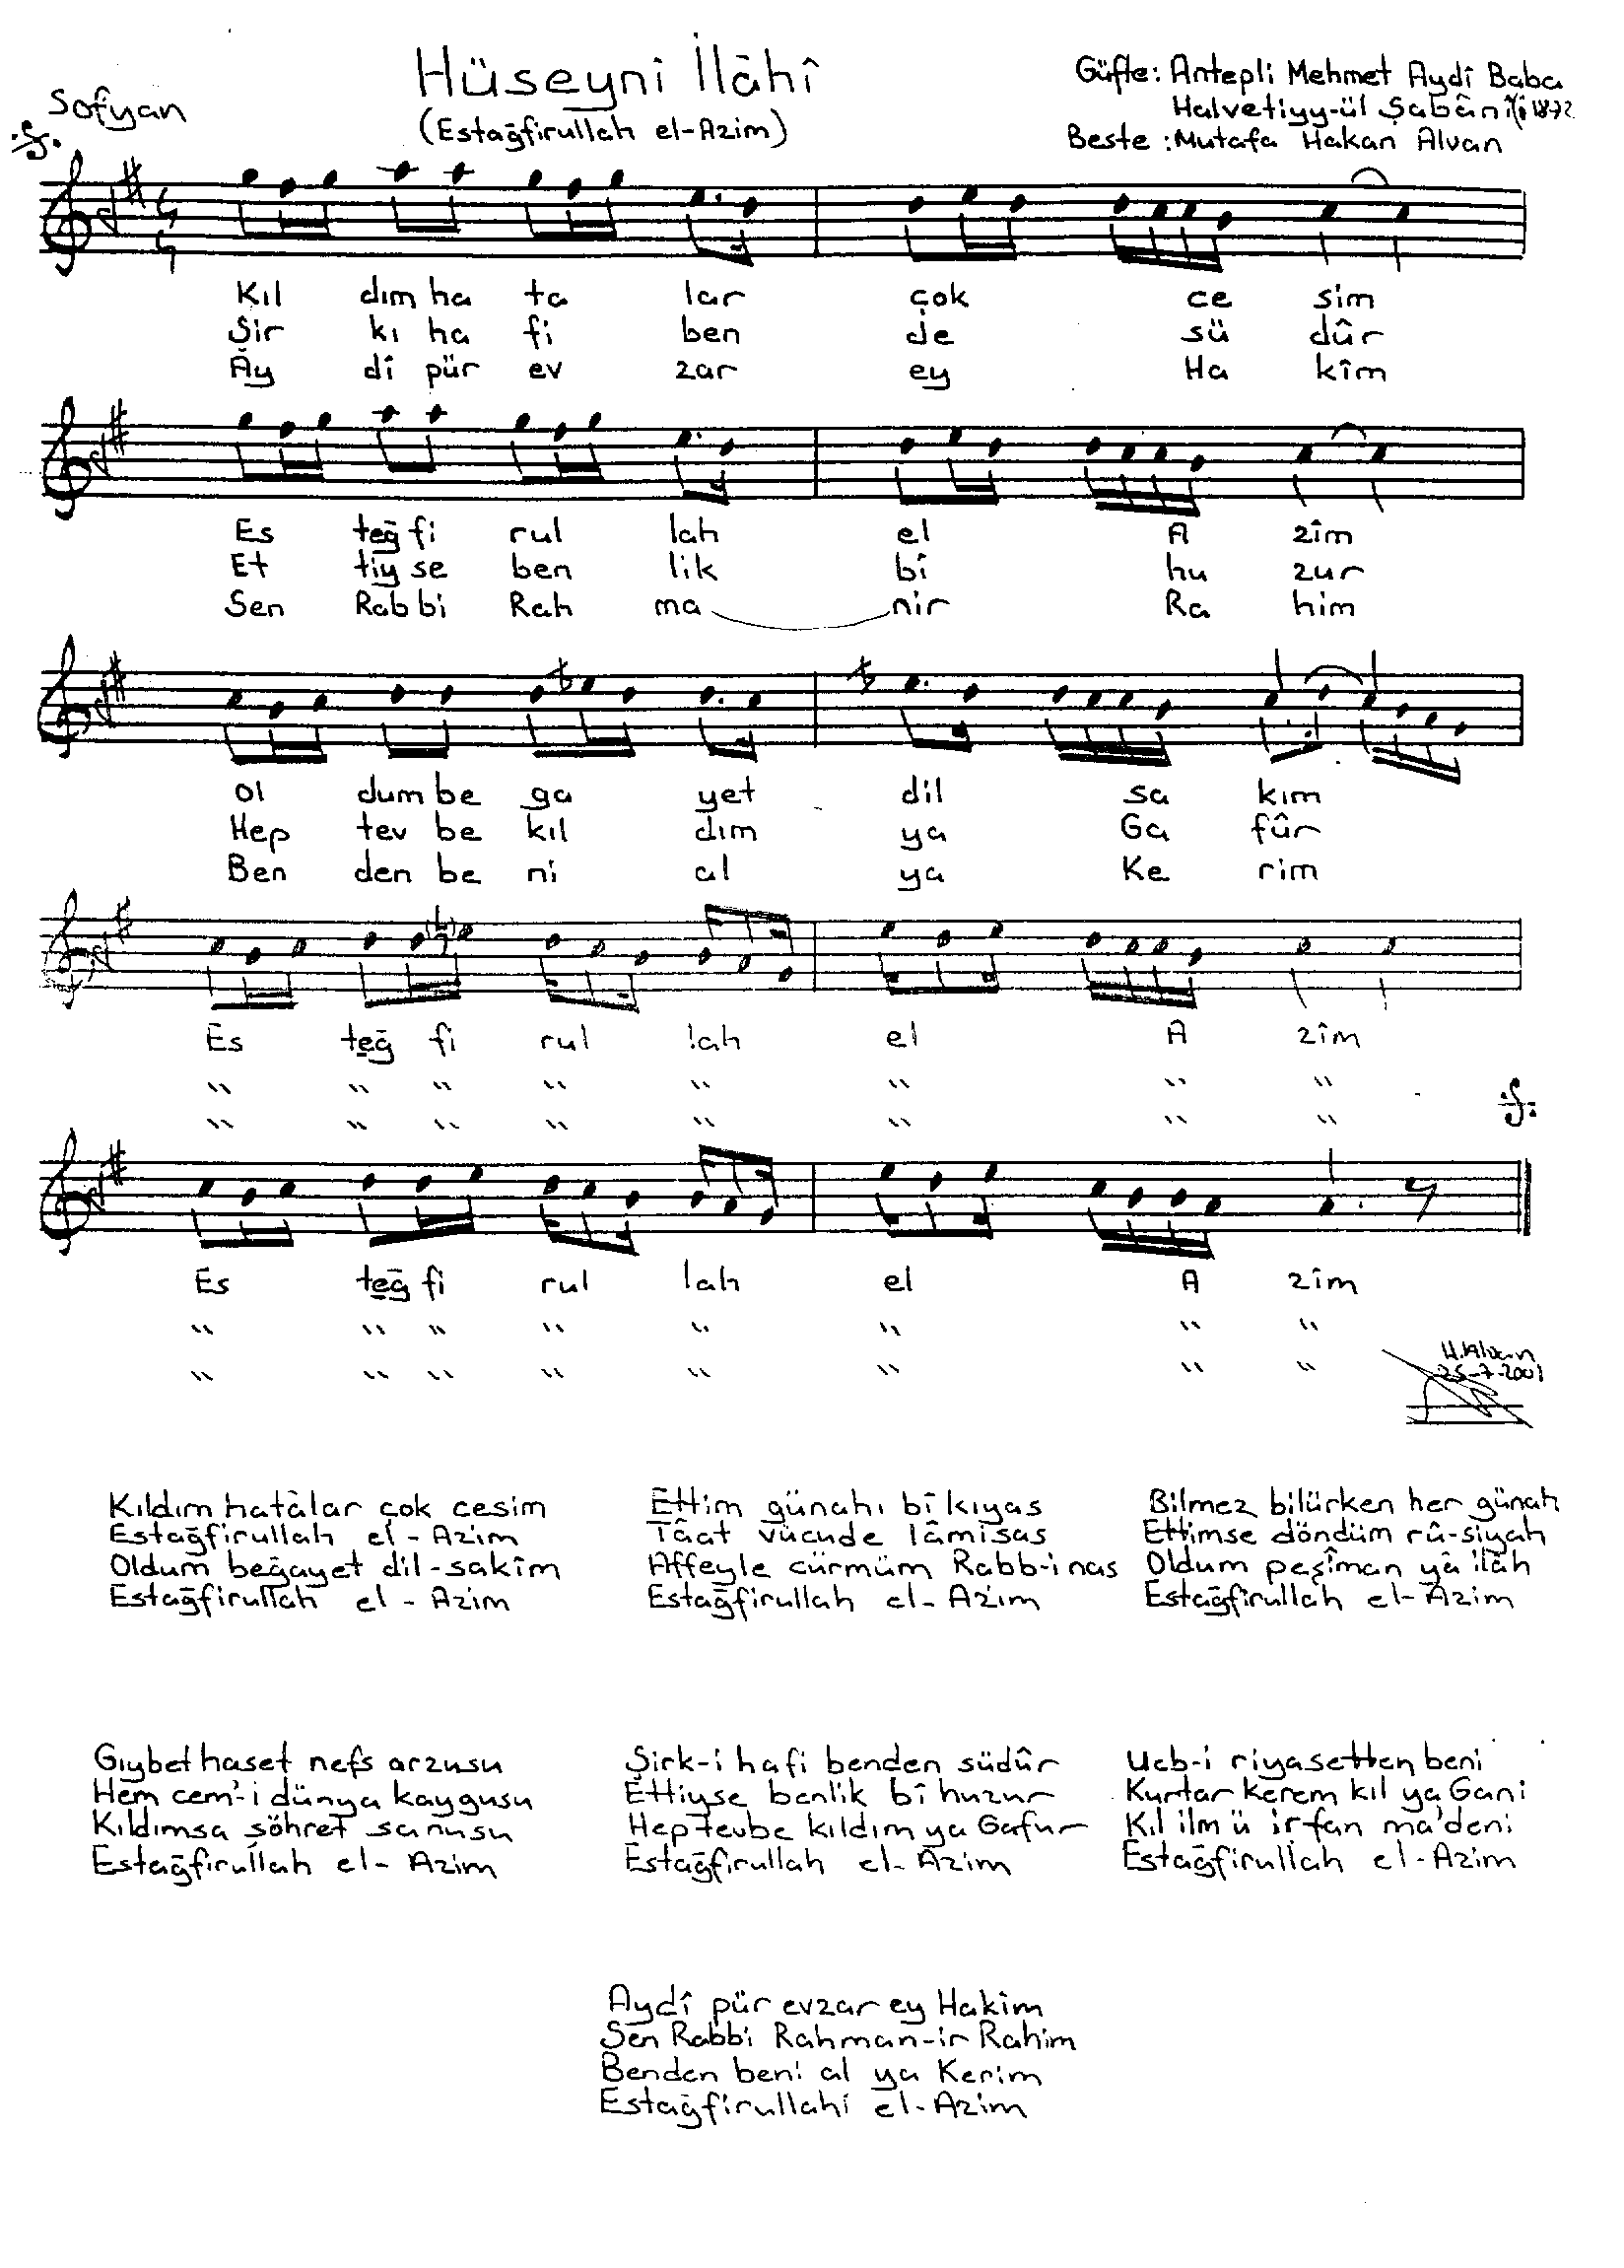 Hüseyni İlâhî
(Estağfirullah el-Azim)
Sofyan
Güfte: Antepli Mehmet Aydî Baba
Halvetiyy-ül Şabânî 1872
Beste: Mutafa Hakan Alvan
Kıl dım ha ta lar çok ce sim
Şir kı ha fi ben de sü dûr
Ay dî pür ev zar ey Ha kîm
Es teğ fi rul lah el A zîm
Et tiy se ben lik bî hu zur
Sen Rab bi Rah ma nir Ra him
Ol dum be ga yet dil sa kım
Hep tev be kıl dım ya Ga fûr
Ben den be ni al ya Ke rim
Es teğ fi rul lah el A zîm
" " " " " " " "
" " " " " " " "
Es teğ fi rul lah el A zîm
" " " " " " " "
" " " " " " " "
H. Alvan
25-7-2001
Kıldım hatâlar çok cesim
Estağfirullah el-Azim
Oldum beğayet dil-sakîm
Estağfirullah el-Azim
Ettim günahı bî kıyas
Tâat vücude lâmisas
Affeyle cürmüm Rabb-i nas
Estağfirullah el-Azim
Bilmez bilürken her günah
Ettimse döndüm rû-siyah
Oldum peşîman yâ ilâh
Estağfirullah el-Azim
Gıybet haset nefs arzusu
Hem cem'-i dünya kaygusu
Kıldımsa şöhret sanusu
Estağfirullah el-Azim
Şirk-i hafi benden südûr
Ettiyse benlik bî huzur
Hep tevbe kıldım ya Gafur
Estağfirullah el-Azim
Ucb-i riyasetten beni
Kurtar kerem kıl ya Gani
Kıl ilm ü irfan ma'deni
Estağfirullah el-Azim
Aydî pür evzar ey Hakîm
Sen Rabbi Rahman-ir Rahim
Benden beni al ya Kerim
Estağfirullahi el-Azim